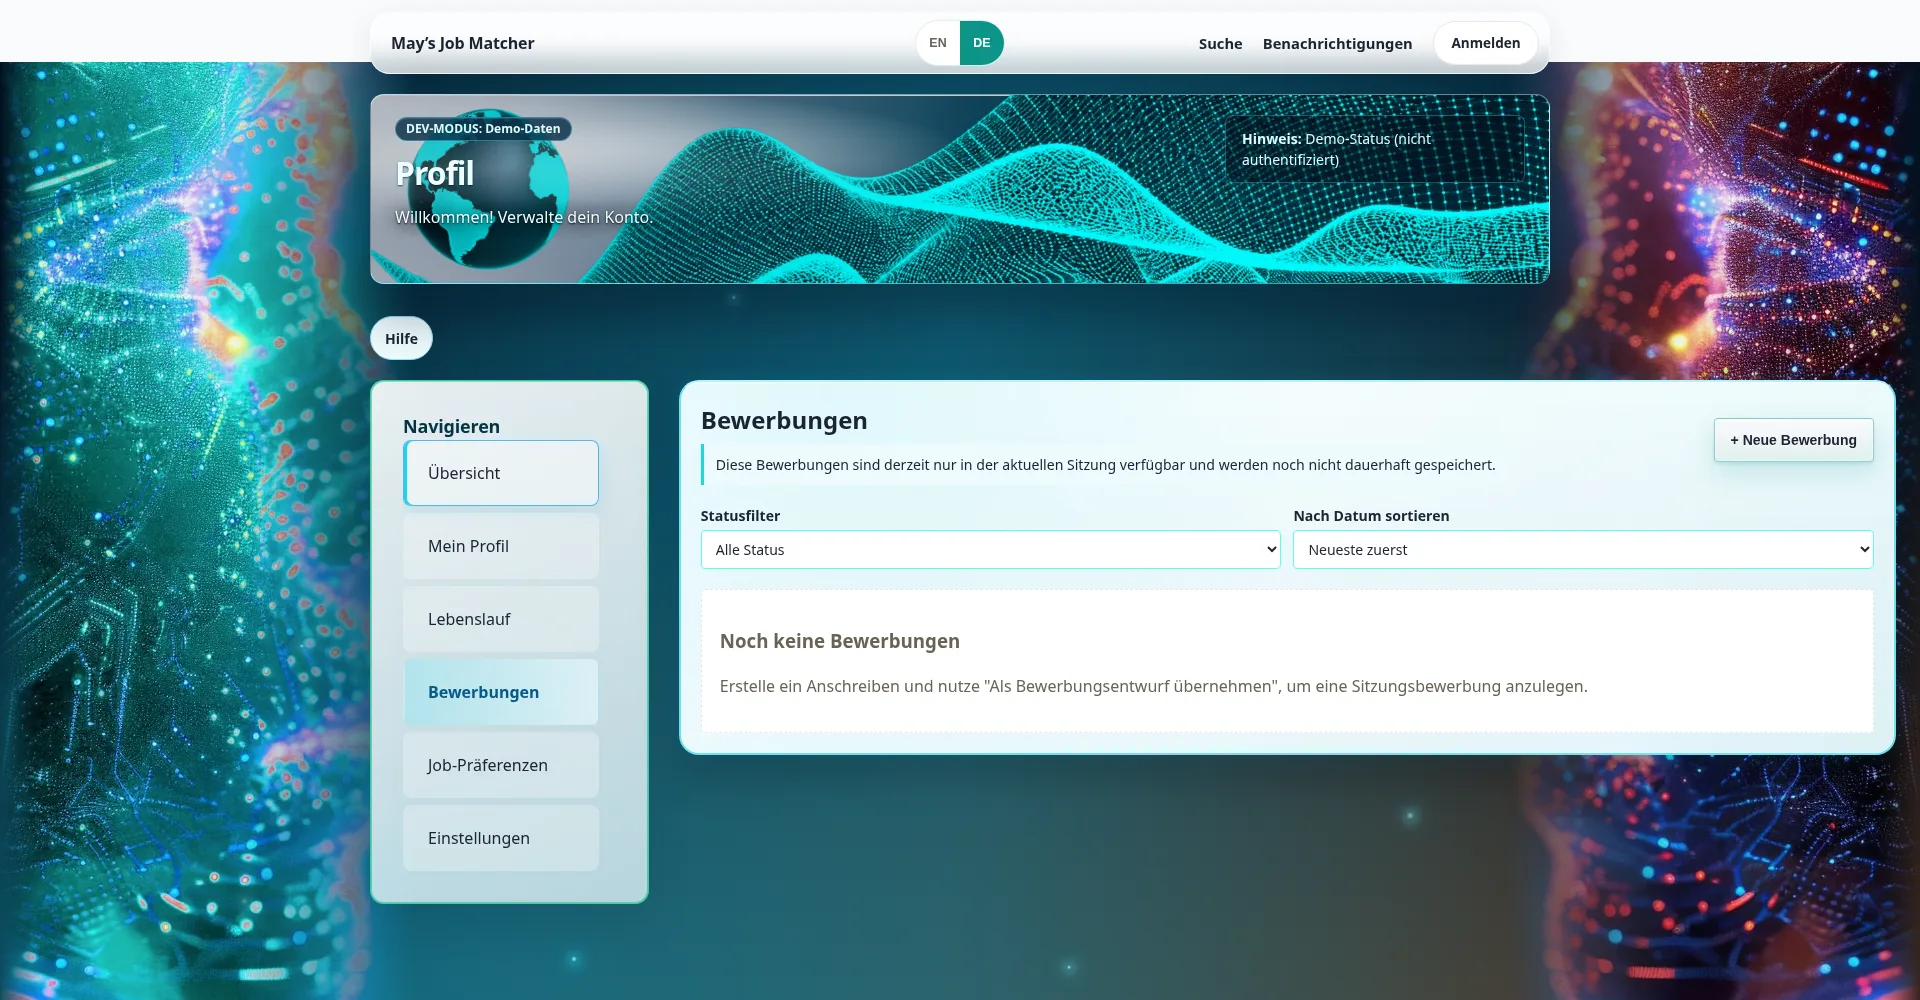 May’s Job Matcher
EN DE
Suche Benachrichtigungen Anmelden
DEV-MODUS: Demo-Daten
Profil
Willkommen! Verwalte dein Konto.
Hinweis: Demo-Status (nicht
authentifiziert)
Hilfe
Navigieren
Übersicht
Mein Profil
Lebenslauf
Bewerbungen
Job-Präferenzen
Einstellungen
Bewerbungen
+ Neue Bewerbung
Diese Bewerbungen sind derzeit nur in der aktuellen Sitzung verfügbar und werden noch nicht dauerhaft gespeichert.
Statusfilter
Alle Status
Nach Datum sortieren
Neueste zuerst
Noch keine Bewerbungen
Erstelle ein Anschreiben und nutze "Als Bewerbungsentwurf übernehmen", um eine Sitzungsbewerbung anzulegen.